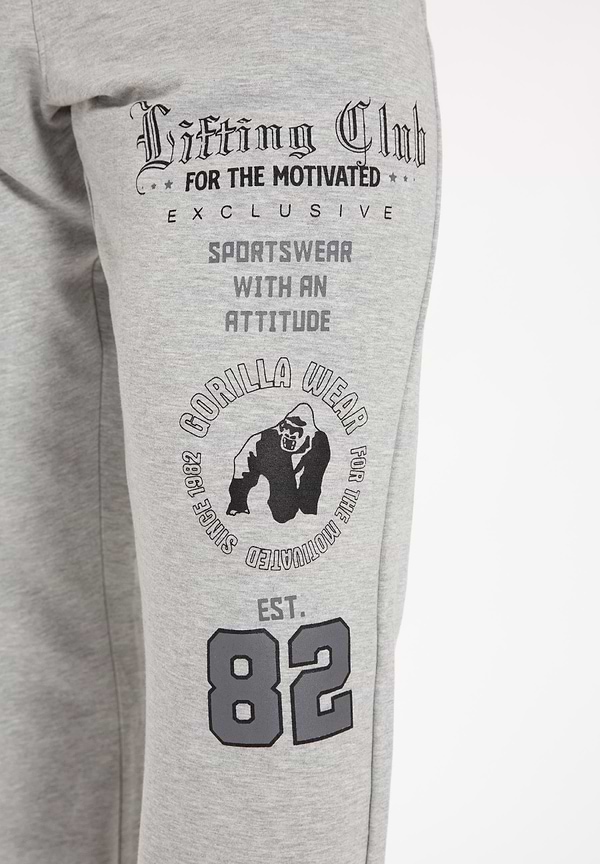 Lifting Club
FOR THE MOTIVATED
EXCLUSIVE
SPORTSWEAR
WITH AN
ATTITUDE
GORILLA WEAR
FOR THE MOTIVATED
SINCE 1982
EST.
82